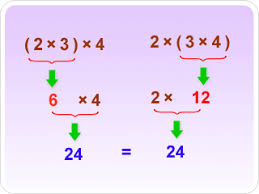 ( 2 × 3 ) × 4 2 × ( 3 × 4 )
6 × 4 2 × 12
24 = 24